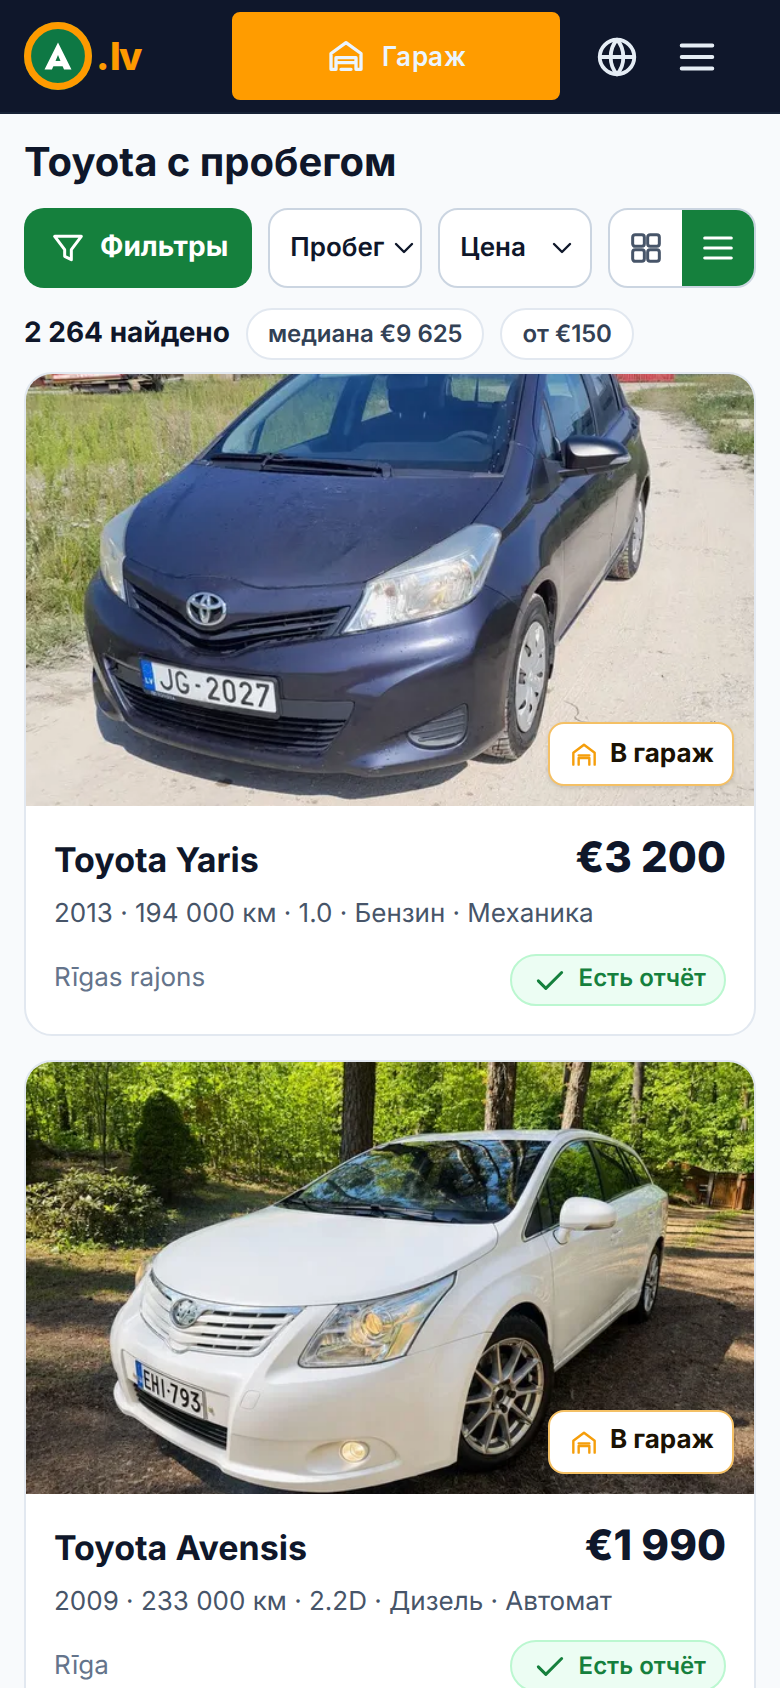 A .lv
Гараж
Toyota с пробегом
Фильтры
Пробег
Цена
2 264 найдено
медиана €9 625
от €150
JG-2027
В гараж
Toyota Yaris
€3 200
2013 · 194 000 км · 1.0 · Бензин · Механика
Rīgas rajons
Есть отчёт
EHI-793
В гараж
Toyota Avensis
€1 990
2009 · 233 000 км · 2.2D · Дизель · Автомат
Rīga
Есть отчёт